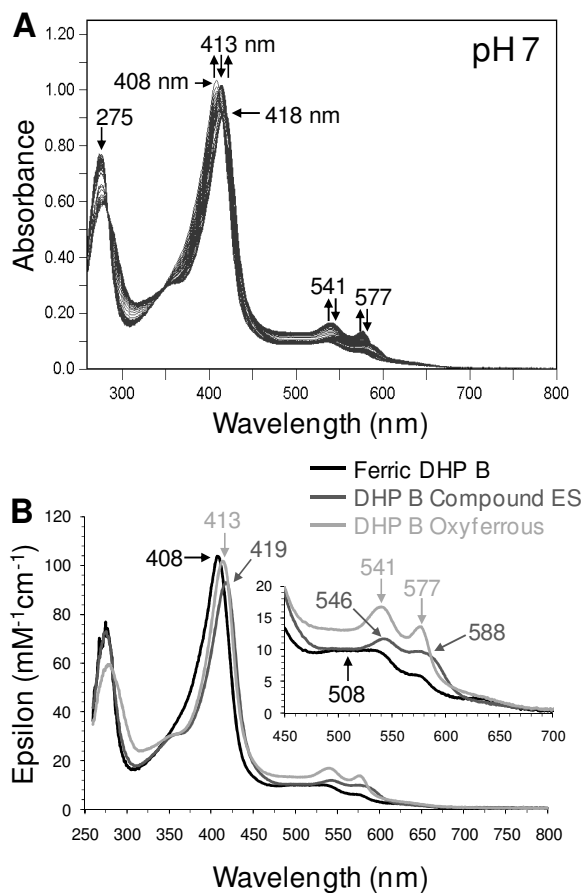 A
pH 7
413 nm
408 nm
418 nm
275
541
577
Absorbance
1.20
1.00
0.80
0.60
0.40
0.20
0.0
300 400 500 600 700 800
Wavelength (nm)
Ferric DHP B
DHP B Compound ES
DHP B Oxyferrous
B
413
408
419
Epsilon (mM-1cm-1)
120
100
80
60
40
20
0
250 300 350 400 450 500 550 600 650 700 750 800
Wavelength (nm)
20
15
10
5
0
541
577
546
588
508
450 500 550 600 650 700